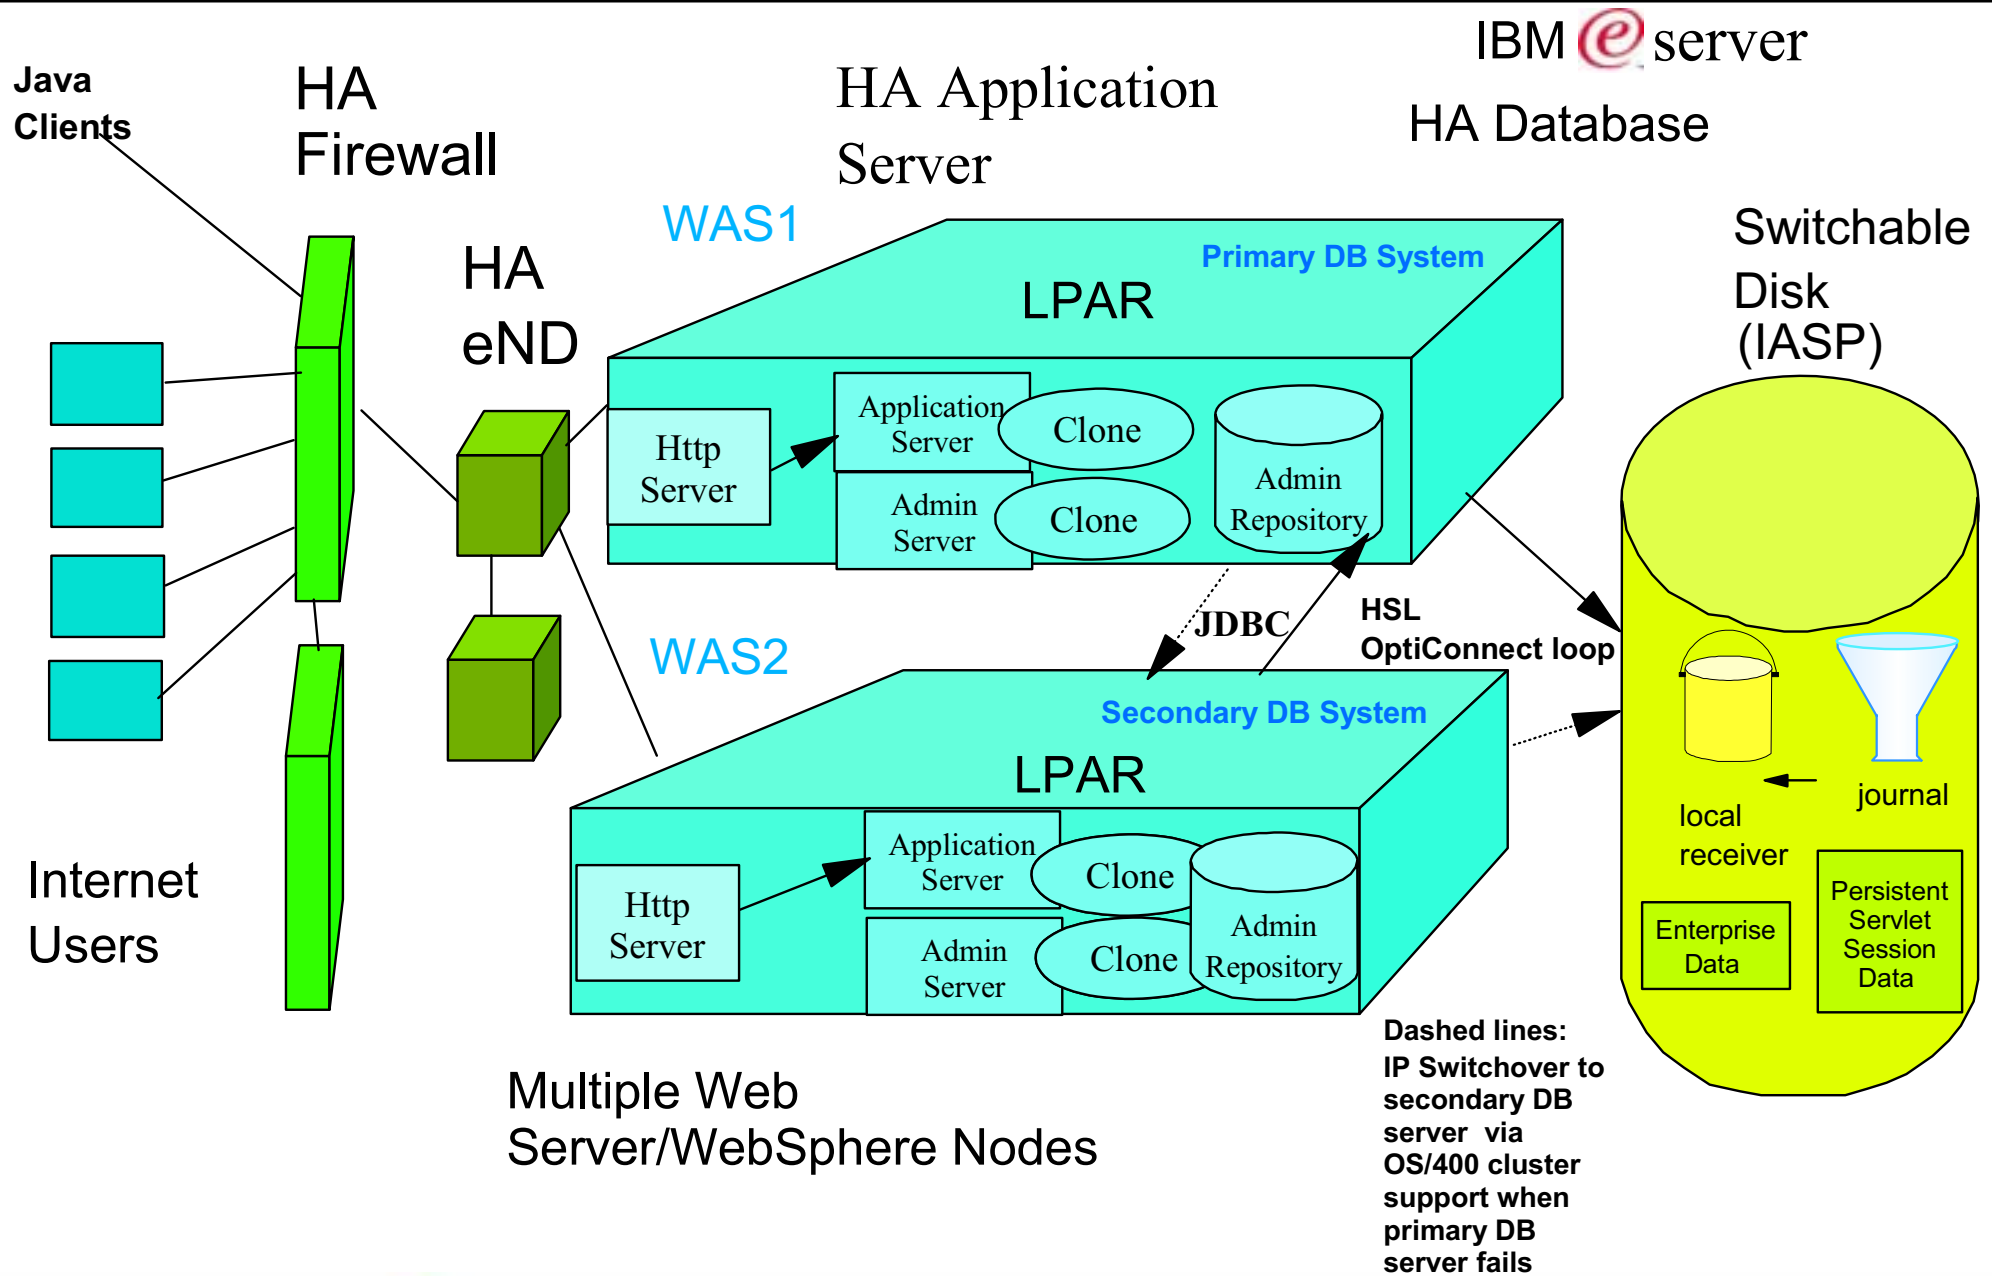 IBM e server
Java
Clients
HA
Firewall
HA Application
Server
HA Database
WAS1
HA
eND
Primary DB System
LPAR
Switchable
Disk
(IASP)
Http
Server
Application
Server
Clone
Admin
Server
Clone
Admin
Repository
JDBC
HSL
OptiConnect loop
WAS2
Secondary DB System
LPAR
Http
Server
Application
Server
Clone
Admin
Server
Clone
Admin
Repository
journal
local
receiver
Enterprise
Data
Persistent
Servlet
Session
Data
Internet
Users
Multiple Web
Server/WebSphere Nodes
Dashed lines:
IP Switchover to
secondary DB
server via
OS/400 cluster
support when
primary DB
server fails